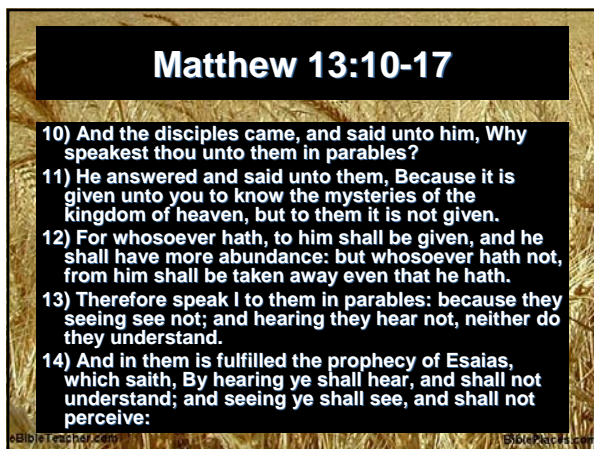 Matthew 13:10-17
10) And the disciples came, and said unto him, Why
speakest thou unto them in parables?
11) He answered and said unto them, Because it is
given unto you to know the mysteries of the
kingdom of heaven, but to them it is not given.
12) For whosoever hath, to him shall be given, and he
shall have more abundance: but whosoever hath not,
from him shall be taken away even that he hath.
13) Therefore speak I to them in parables: because they
seeing see not; and hearing they hear not, neither do
they understand.
14) And in them is fulfilled the prophecy of Esaias,
which saith, By hearing ye shall hear, and shall not
understand; and seeing ye shall see, and shall not
perceive:
eBibleTeacher.com
BiblePlaces.com